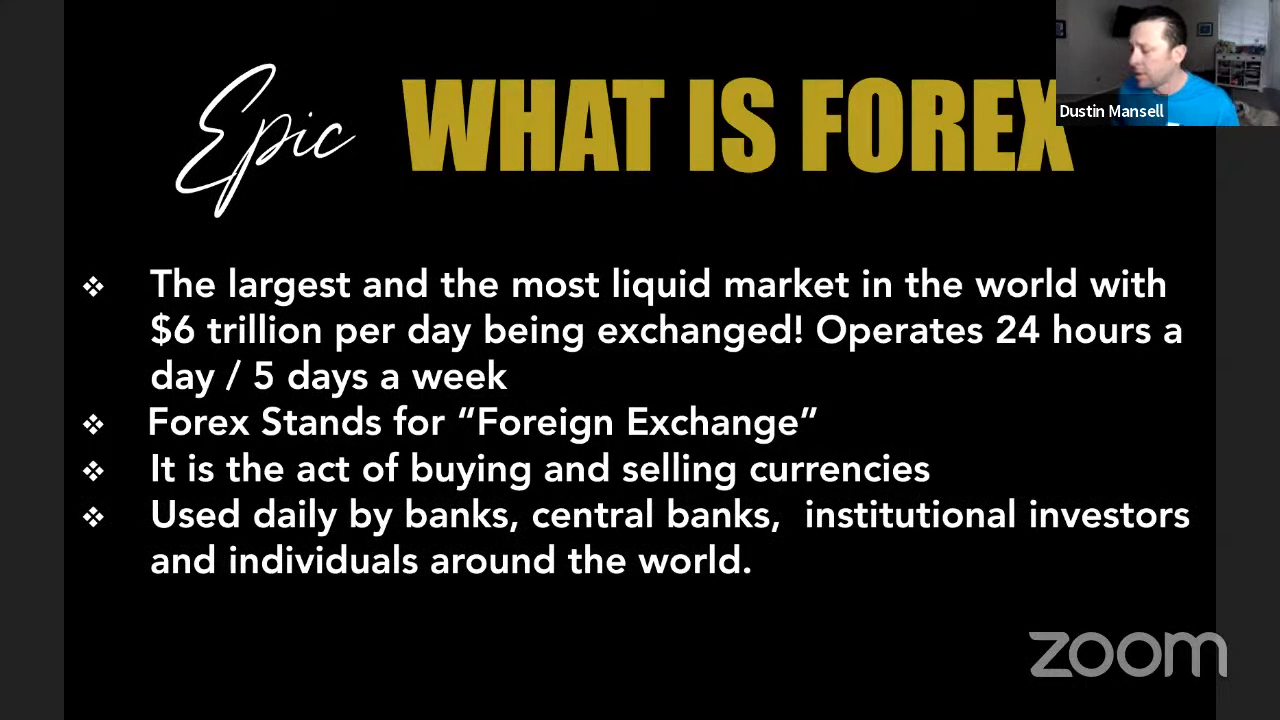 Epic WHAT IS FOREX
Dustin Mansell
❖ The largest and the most liquid market in the world with
$6 trillion per day being exchanged! Operates 24 hours a
day / 5 days a week
❖ Forex Stands for “Foreign Exchange”
❖ It is the act of buying and selling currencies
❖ Used daily by banks, central banks,  institutional investors
and individuals around the world.
zoom